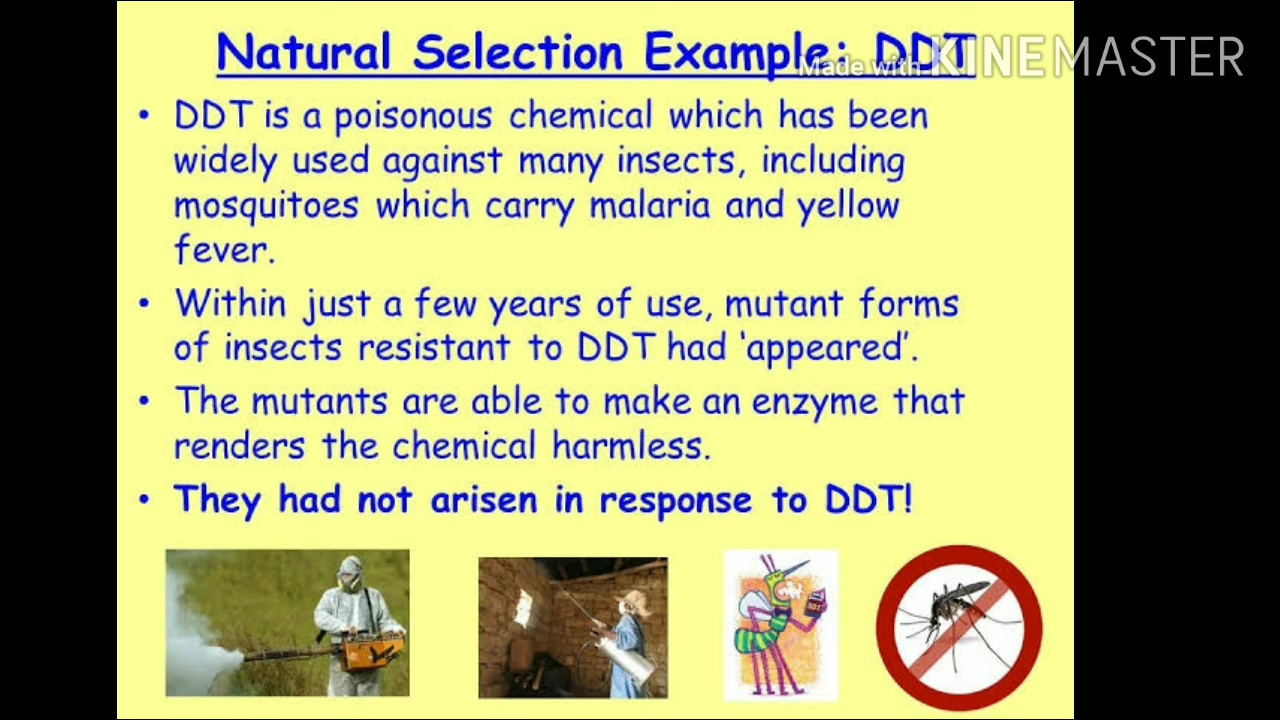 Natural Selection Example: DDT
Made with KINEMASTER
• DDT is a poisonous chemical which has been
widely used against many insects, including
mosquitoes which carry malaria and yellow
fever.
• Within just a few years of use, mutant forms
of insects resistant to DDT had ‘appeared’.
• The mutants are able to make an enzyme that
renders the chemical harmless.
• They had not arisen in response to DDT!
DDT